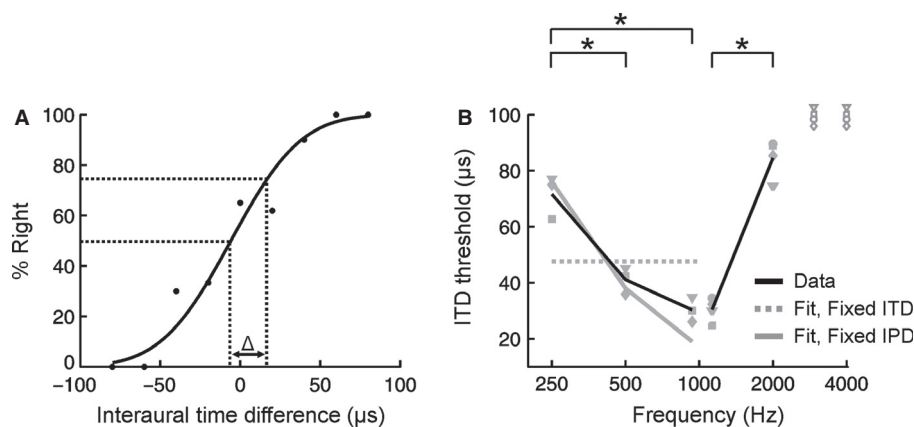 *
*
*
A
100
80
60
40
20
0
% Right
Δ
−100
−50
0
50
100
Interaural time difference (μs)
B
100
80
60
40
20
ITD threshold (μs)
Data
Fit, Fixed ITD
Fit, Fixed IPD
250
500
1000
2000
4000
Frequency (Hz)